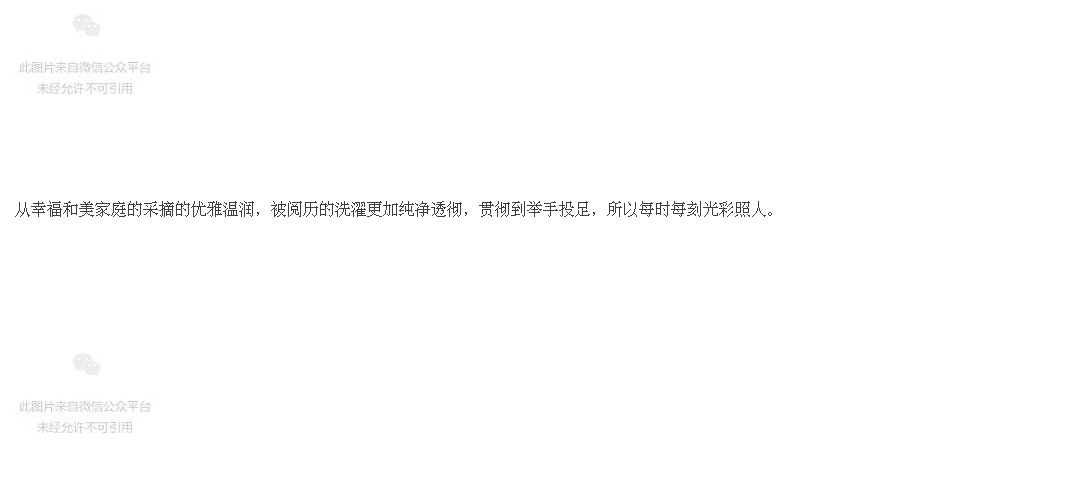 此图片来自微信公众平台
未经允许不可引用
从幸福和美家庭的采摘的优雅温润，被阅历的洗濯更加纯净透彻，贯彻到举手投足，所以每时每刻光彩照人。
此图片来自微信公众平台
未经允许不可引用